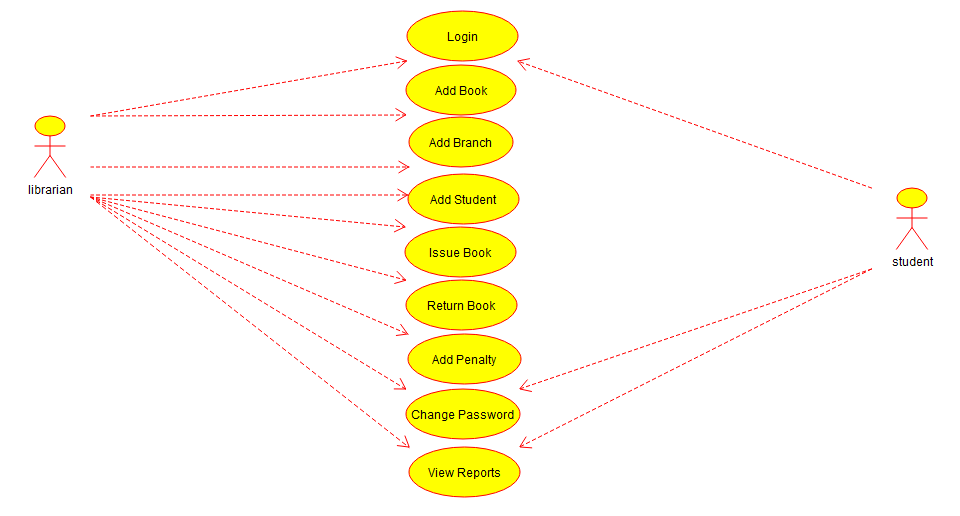 Login
Add Book
Add Branch
Add Student
Issue Book
Return Book
Add Penalty
Change Password
View Reports
librarian
student